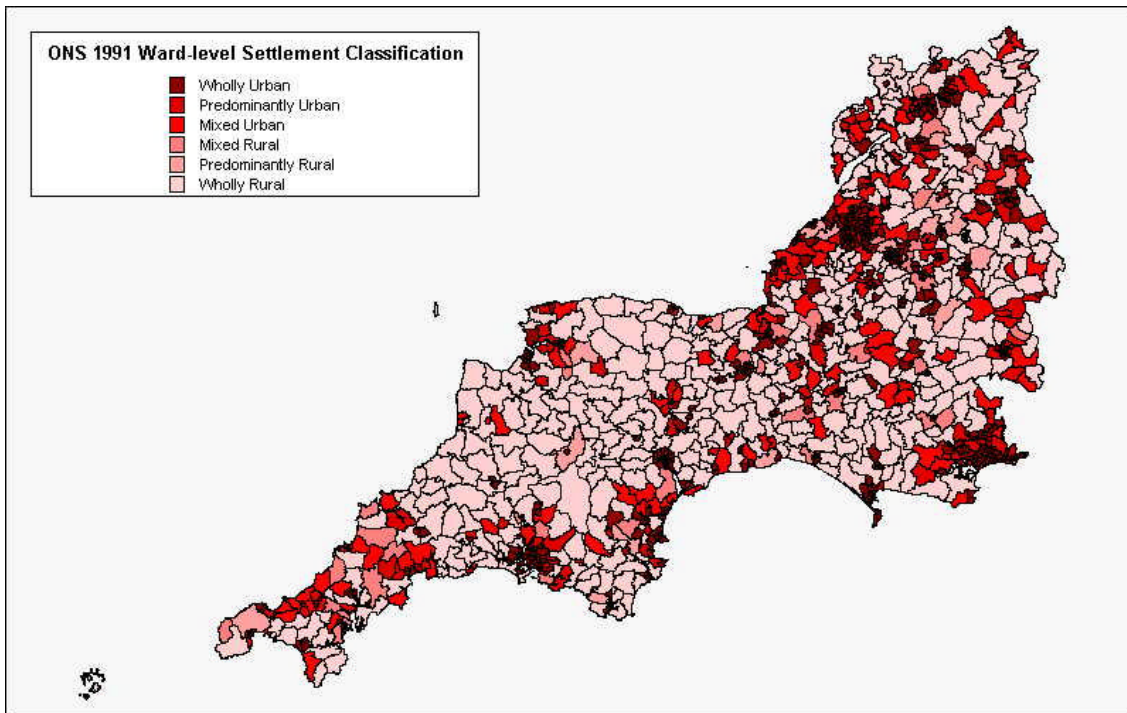 ONS 1991 Ward-level Settlement Classification
Wholly Urban
Predominantly Urban
Mixed Urban
Mixed Rural
Predominantly Rural
Wholly Rural